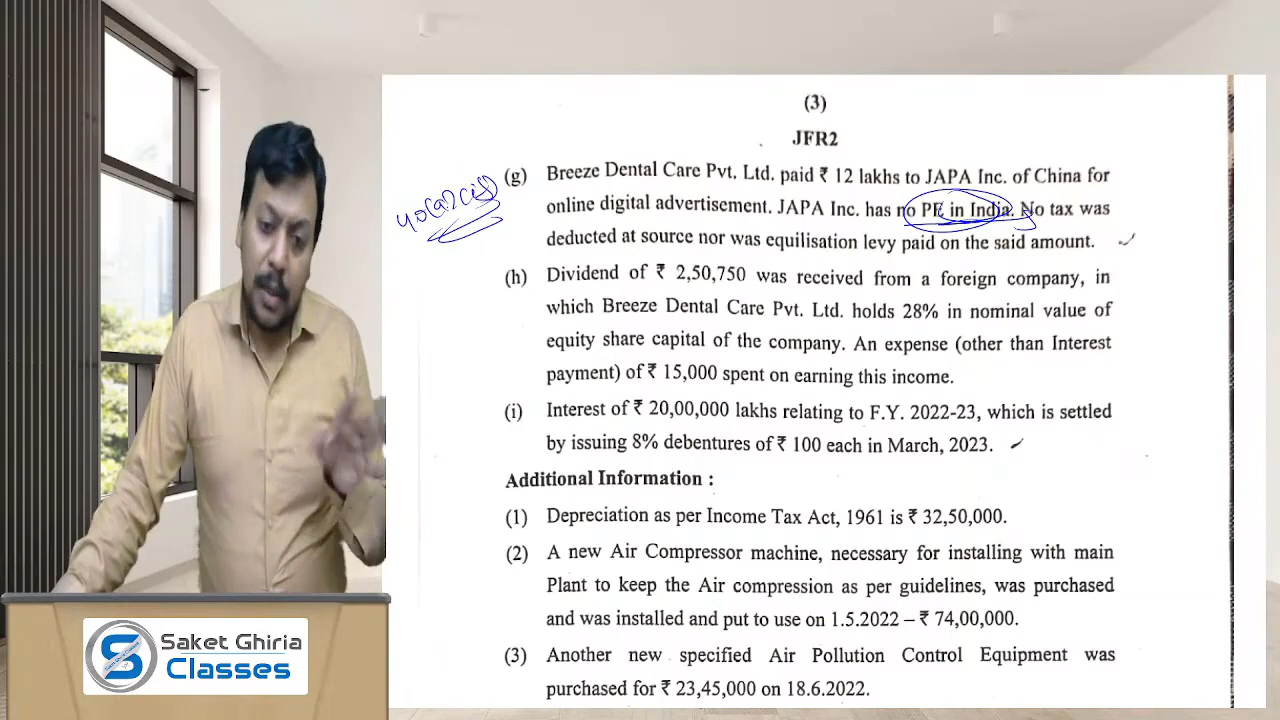 (3)
JFR2
(g) Breeze Dental Care Pvt. Ltd. paid ₹ 12 lakhs to JAPA Inc. of China for
online digital advertisement. JAPA Inc. has no PE in India. No tax was
deducted at source nor was equilisation levy paid on the said amount.
(h) Dividend of ₹ 2,50,750 was received from a foreign company, in
which Breeze Dental Care Pvt. Ltd. holds 28% in nominal value of
equity share capital of the company. An expense (other than Interest
payment) of ₹ 15,000 spent on earning this income.
(i) Interest of ₹ 20,00,000 lakhs relating to F.Y. 2022-23, which is settled
by issuing 8% debentures of ₹ 100 each in March, 2023.
Additional Information :
(1) Depreciation as per Income Tax Act, 1961 is ₹ 32,50,000.
(2) A new Air Compressor machine, necessary for installing with main
Plant to keep the Air compression as per guidelines, was purchased
and was installed and put to use on 1.5.2022 – ₹ 74,00,000.
(3) Another new specified Air Pollution Control Equipment was
purchased for ₹ 23,45,000 on 18.6.2022.
Saket Ghiria
Classes